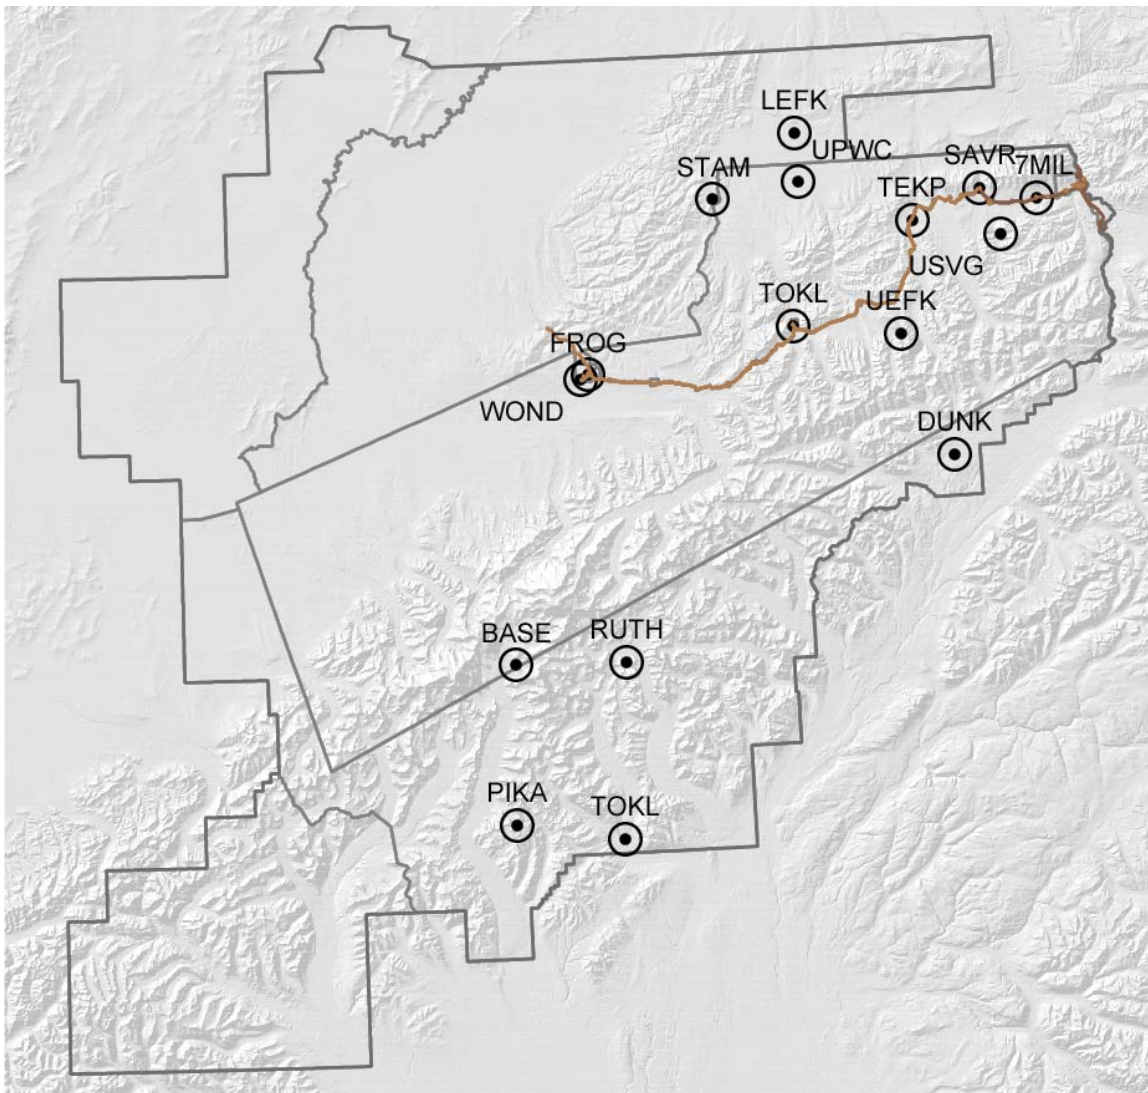 LEFK
UPWC
STAM
SAVR
7MIL
TEKP
USVG
TOKL
UEFK
FROG
WOND
DUNK
BASE
RUTH
PIKA
TOKL